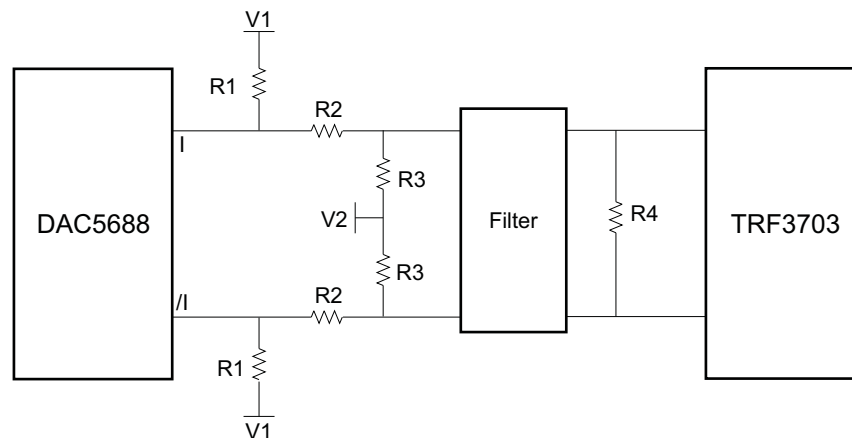 V1
R1
R2
I
R3
DAC5688
V2
Filter
R4
TRF3703
R3
/I
R2
R1
V1